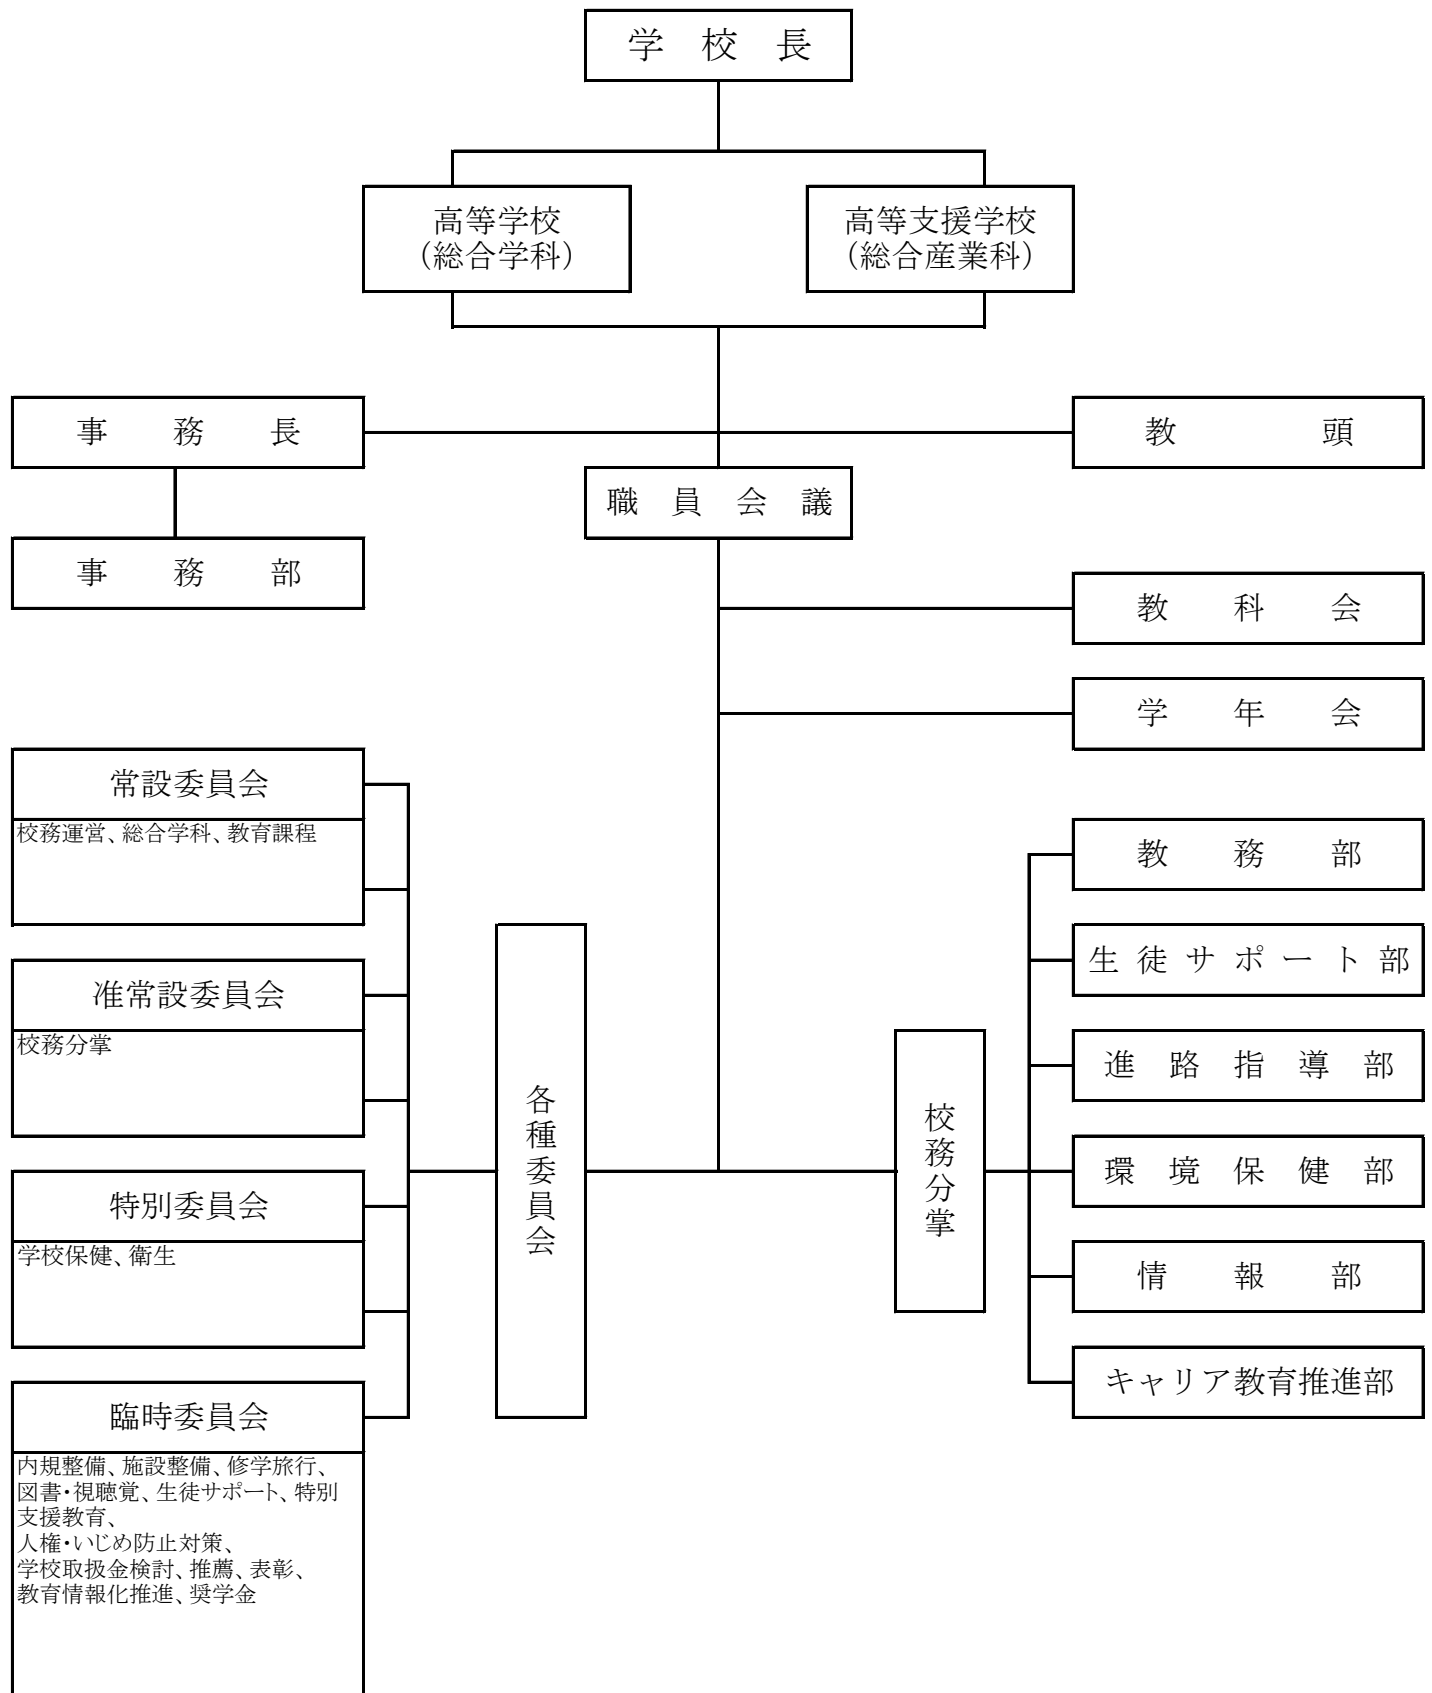 学校長
高等学校
（総合学科）
高等支援学校
（総合産業科）
事務長
教頭
職員会議
事務部
教科会
学年会
常設委員会
校務運営、総合学科、教育課程
准常設委員会
校務分掌
特別委員会
学校保健、衛生
臨時委員会
内規整備、施設整備、修学旅行、
図書・視聴覚、生徒サポート、特別
支援教育、
人権・いじめ防止対策、
学校取扱金検討、推薦、表彰、
教育情報化推進、奨学金
各種委員会
校務分掌
教務部
生徒サポート部
進路指導部
環境保健部
情報部
キャリア教育推進部